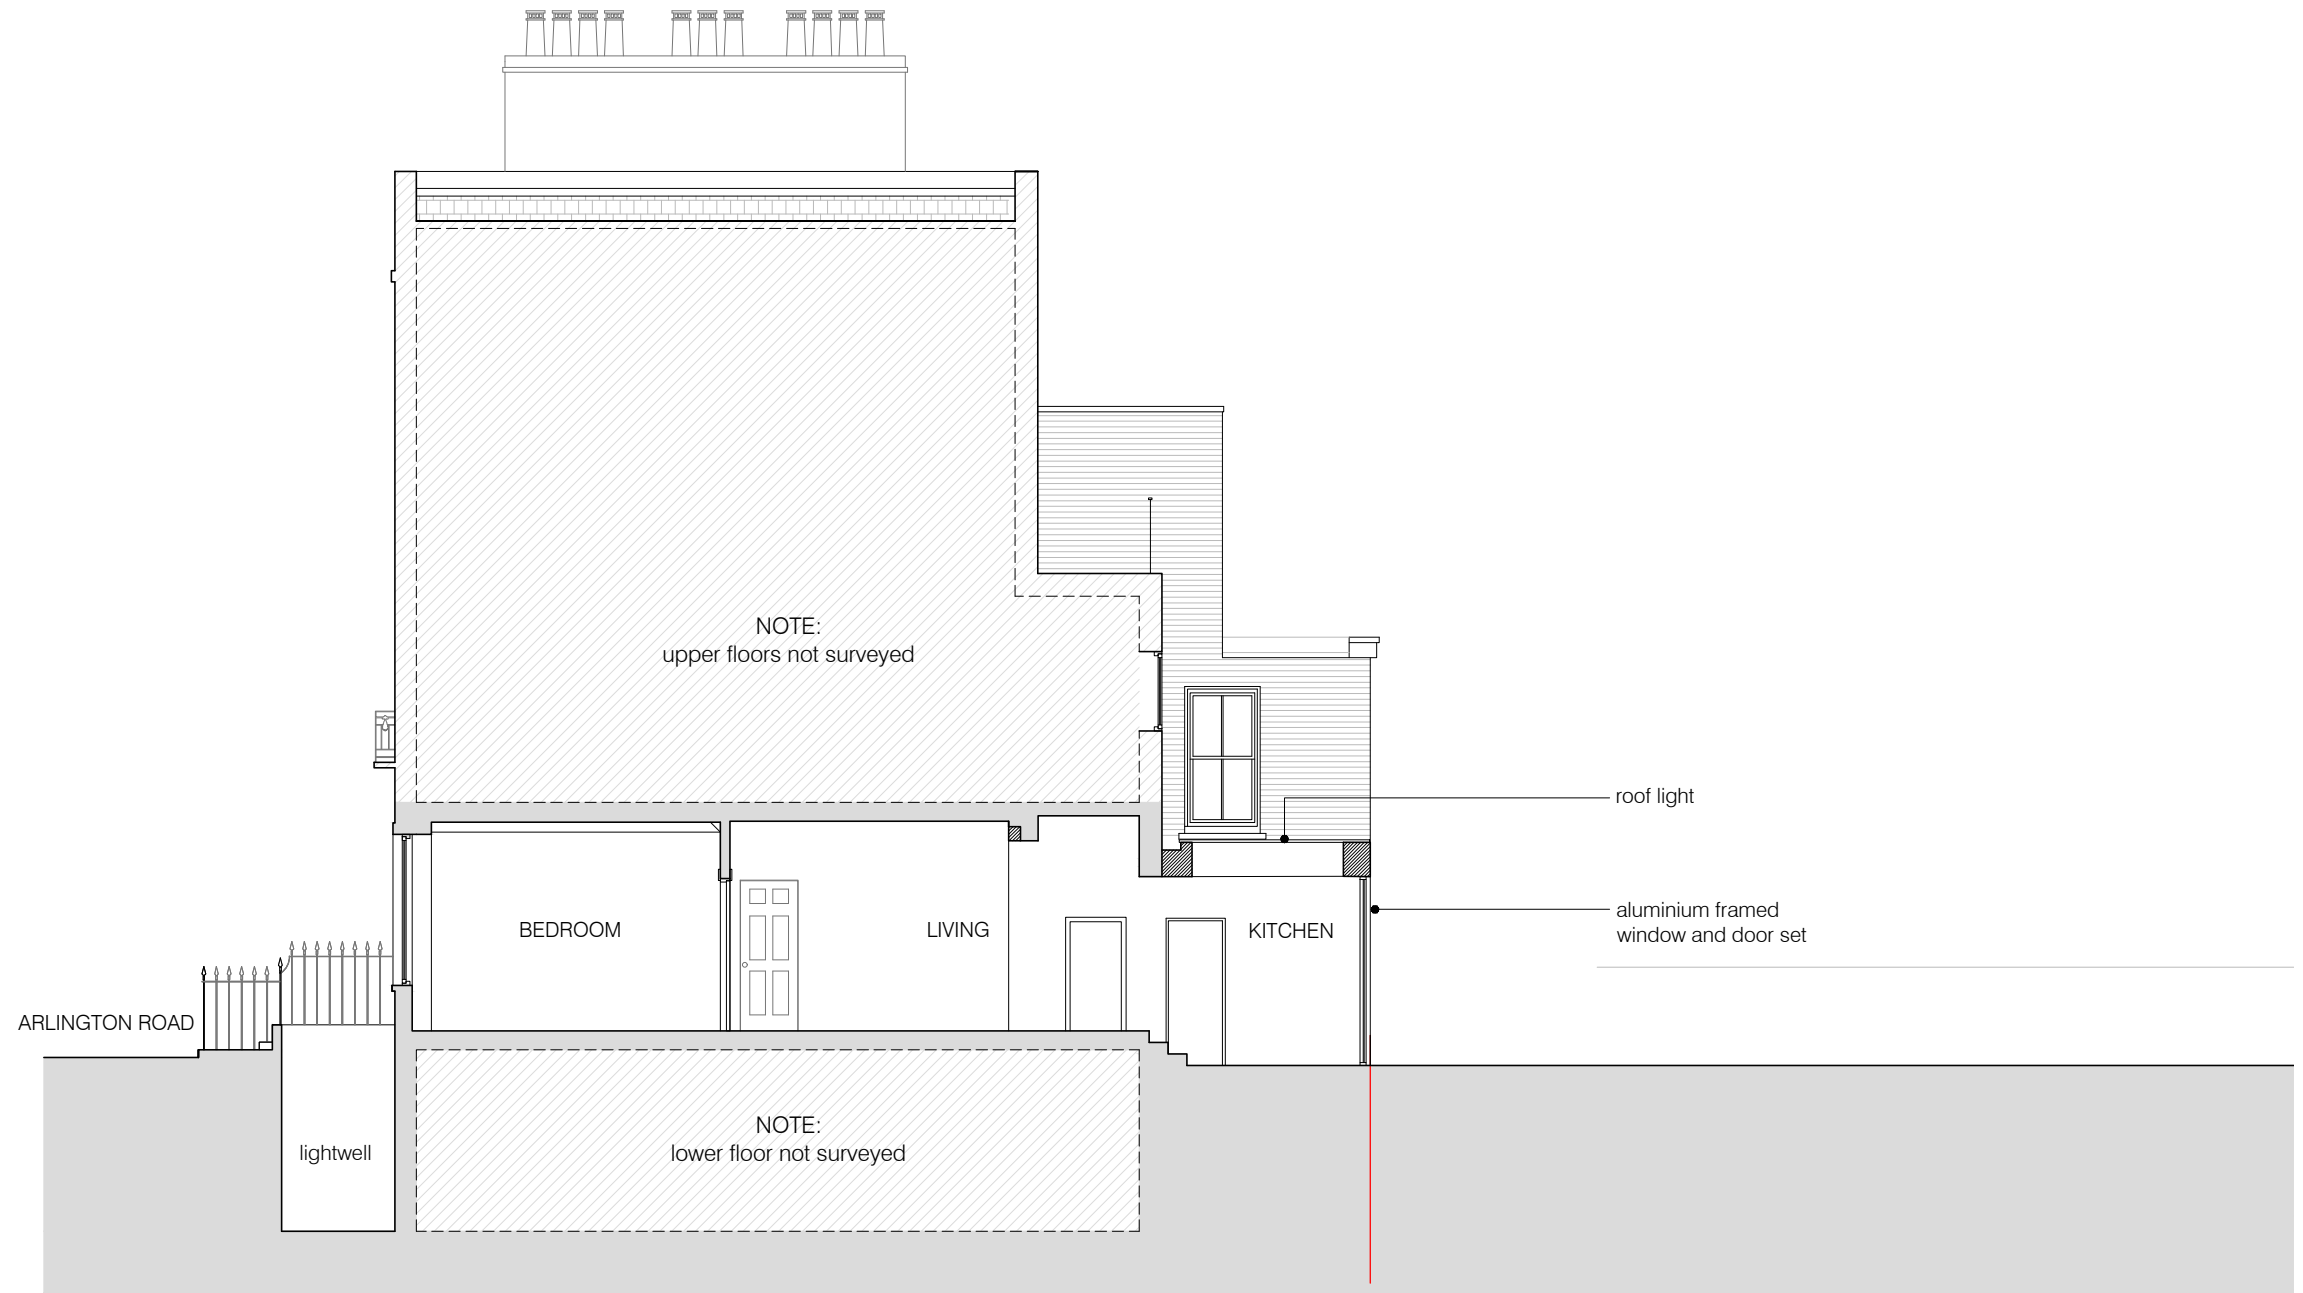 NOTE:
upper floors not surveyed
roof light
aluminium framed
window and door set
BEDROOM
LIVING
KITCHEN
ARLINGTON ROAD
lightwell
NOTE:
lower floor not surveyed